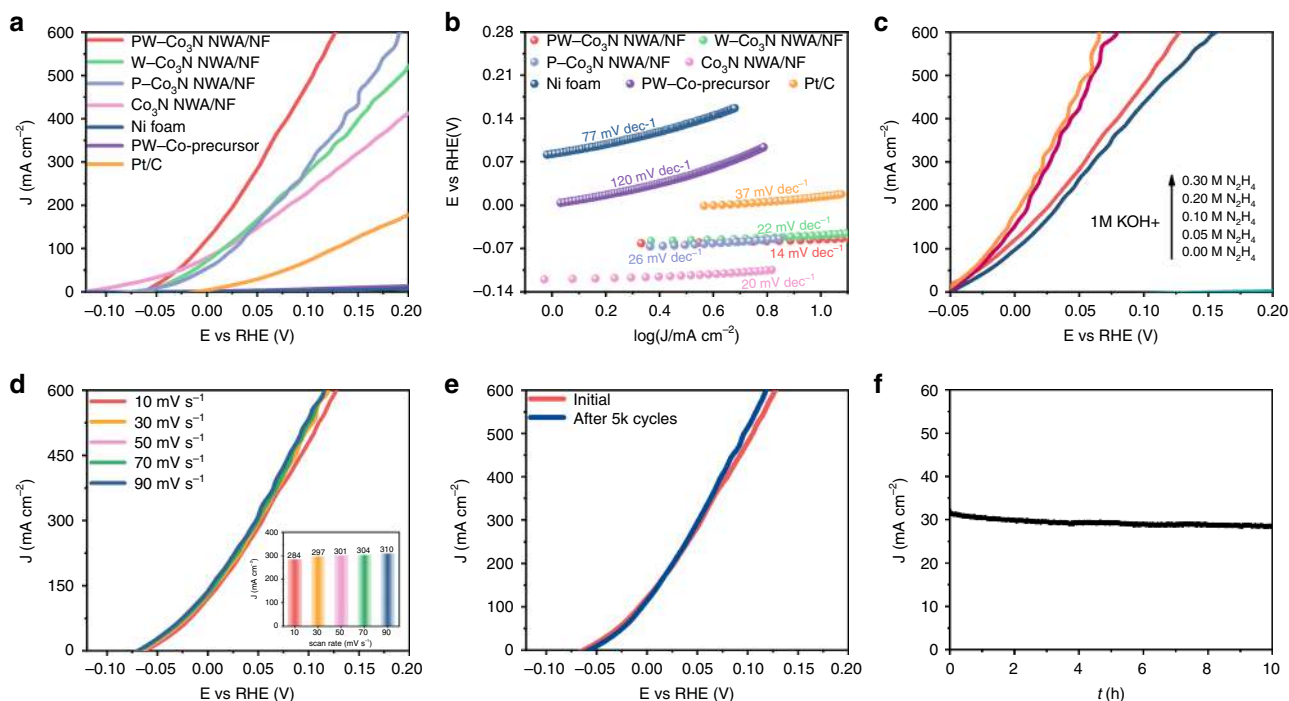 a
J (mA cm⁻²)
600
500
400
300
200
100
0
PW–Co₃N NWA/NF
W–Co₃N NWA/NF
P–Co₃N NWA/NF
Co₃N NWA/NF
Ni foam
PW–Co-precursor
Pt/C
−0.10 −0.05 0.00 0.05 0.10 0.15 0.20
E vs RHE (V)
b
E vs RHE(V)
0.28
0.21
0.14
0.07
0.00
−0.07
−0.14
PW–Co₃N NWA/NF W–Co₃N NWA/NF
P–Co₃N NWA/NF Co₃N NWA/NF
Ni foam PW–Co-precursor Pt/C
77 mV dec-1
120 mV dec-1
37 mV dec⁻¹
22 mV dec⁻¹
26 mV dec⁻¹ 14 mV dec⁻¹
20 mV dec⁻¹
0.0 0.2 0.4 0.6 0.8 1.0
log(J/mA cm⁻²)
c
J (mA cm⁻²)
600
500
400
300
200
100
0
1M KOH+
0.30 M N₂H₄
0.20 M N₂H₄
0.10 M N₂H₄
0.05 M N₂H₄
0.00 M N₂H₄
−0.05 0.00 0.05 0.10 0.15 0.20
E vs RHE (V)
d
J (mA cm⁻²)
600
450
300
150
0
10 mV s⁻¹
30 mV s⁻¹
50 mV s⁻¹
70 mV s⁻¹
90 mV s⁻¹
J (mA cm⁻²)
400
300
200
100
0
284 297 301 304 310
10 30 50 70 90
scan rate (mV s⁻¹)
−0.10 −0.05 0.00 0.05 0.10 0.15 0.20
E vs RHE (V)
e
J (mA cm⁻²)
600
500
400
300
200
100
0
Initial
After 5k cycles
−0.10 −0.05 0.00 0.05 0.10 0.15 0.20
E vs RHE (V)
f
J (mA cm⁻²)
60
50
40
30
20
10
0
0 2 4 6 8 10
t (h)